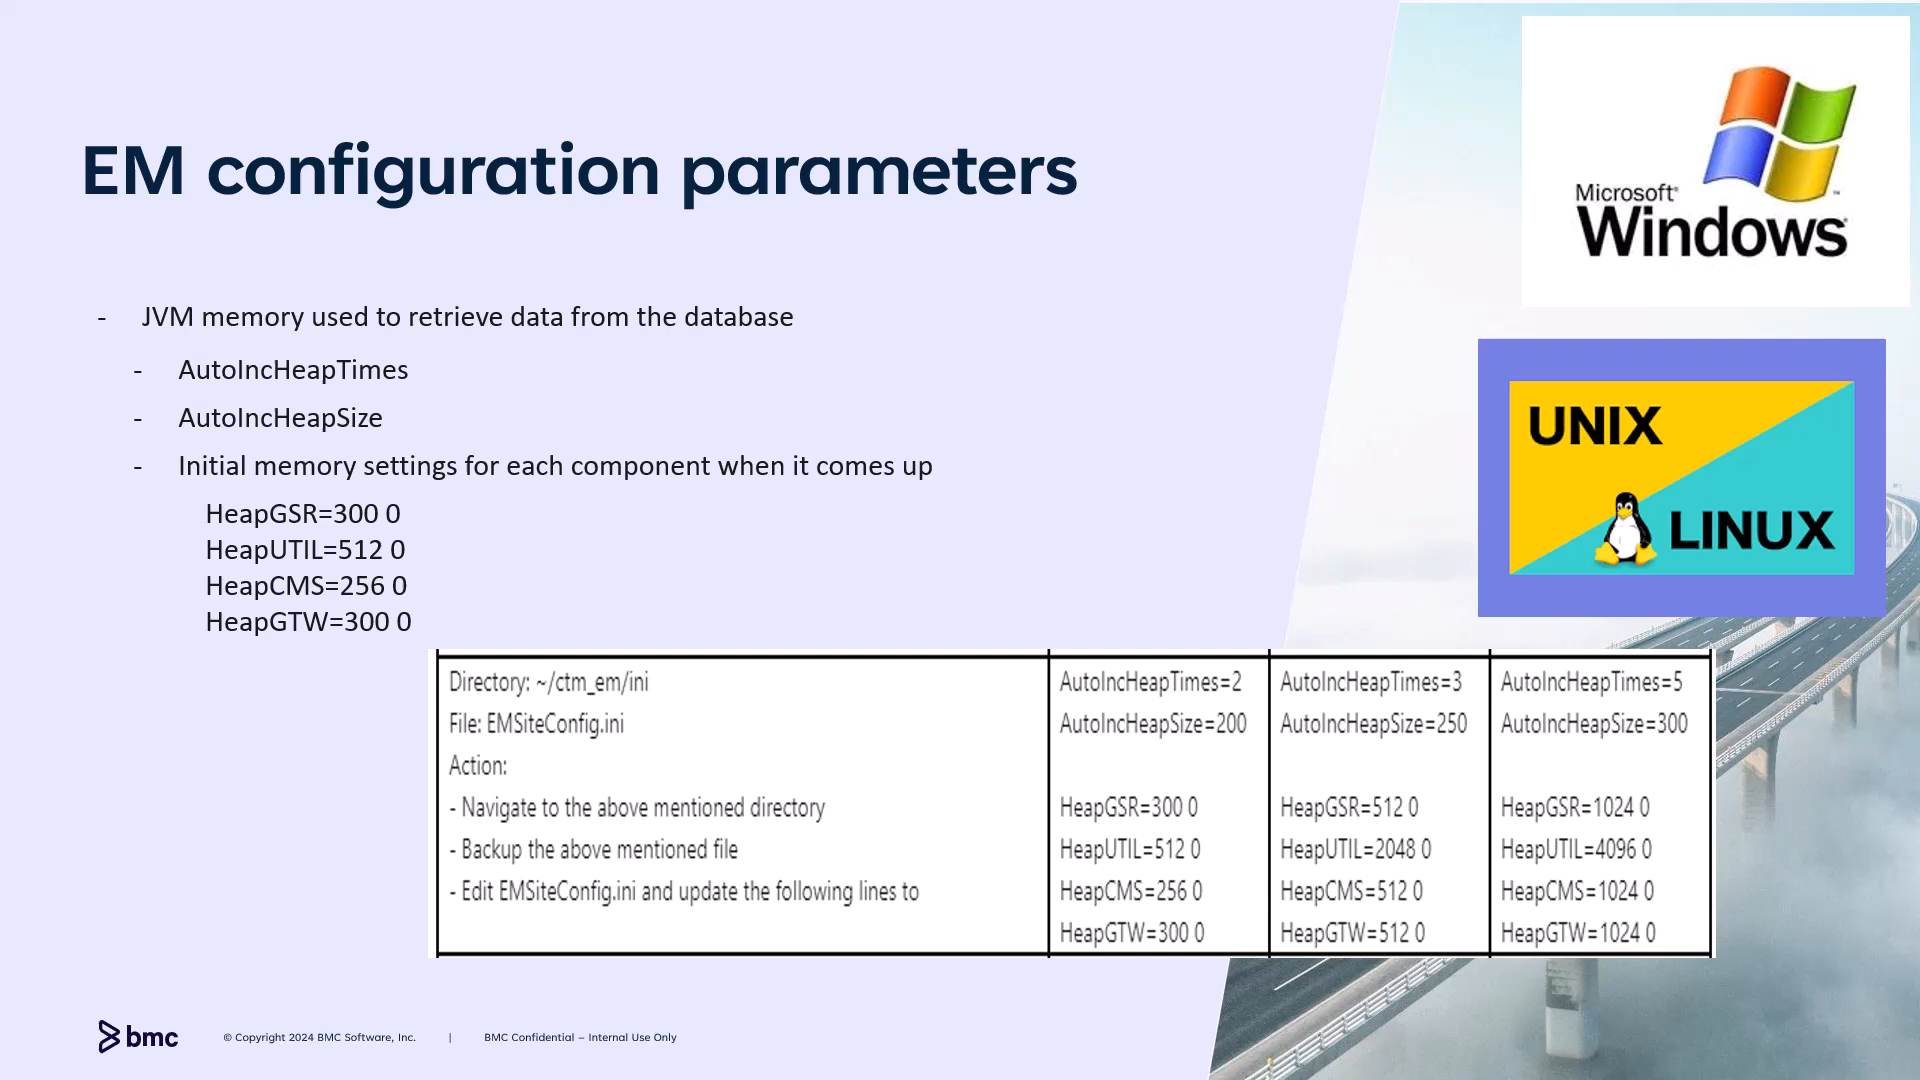 EM configuration parameters
Microsoft®
Windows
- JVM memory used to retrieve data from the database
- AutoIncHeapTimes
- AutoIncHeapSize
- Initial memory settings for each component when it comes up
HeapGSR=300 0
HeapUTIL=512 0
HeapCMS=256 0
HeapGTW=300 0
UNIX
LINUX
Directory: ~/ctm_em/ini AutoIncHeapTimes=2 AutoIncHeapTimes=3 AutoIncHeapTimes=5
File: EMSiteConfig.ini AutoIncHeapSize=200 AutoIncHeapSize=250 AutoIncHeapSize=300
Action:
- Navigate to the above mentioned directory HeapGSR=300 0 HeapGSR=512 0 HeapGSR=1024 0
- Backup the above mentioned file HeapUTIL=512 0 HeapUTIL=2048 0 HeapUTIL=4096 0
- Edit EMSiteConfig.ini and update the following lines to HeapCMS=256 0 HeapCMS=512 0 HeapCMS=1024 0
HeapGTW=300 0 HeapGTW=512 0 HeapGTW=1024 0
bmc © Copyright 2024 BMC Software, Inc. | BMC Confidential – Internal Use Only